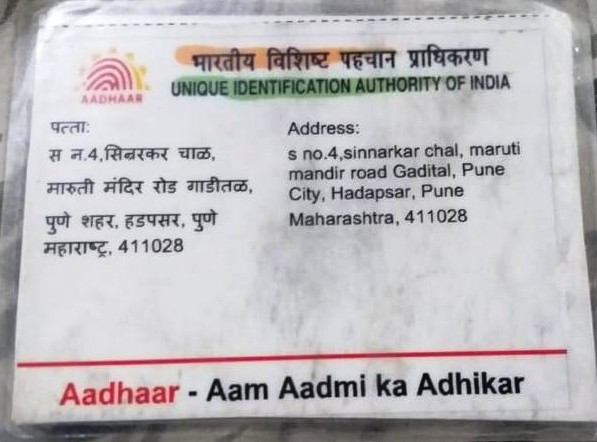 भारतीय विशिष्ट पहचान प्राधिकरण
AADHAAR
UNIQUE IDENTIFICATION AUTHORITY OF INDIA
पत्ता:
स न.4,सिन्नरकर चाळ,
मारुती मंदिर रोड गाडीतळ,
पुणे शहर, हडपसर, पुणे
महाराष्ट्र, 411028
Address:
s no.4,sinnarkar chal, maruti
mandir road Gadital, Pune
City, Hadapsar, Pune
Maharashtra, 411028
Aadhaar - Aam Aadmi ka Adhikar